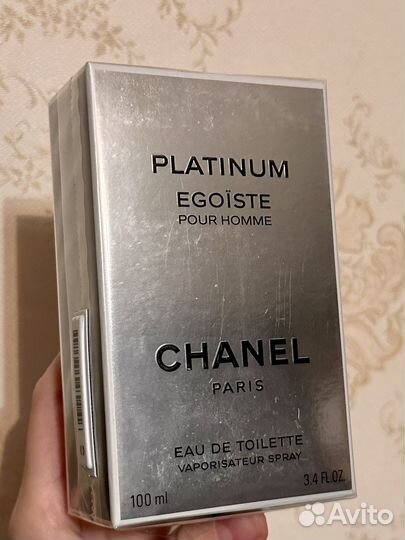 PLATINUM
EGOÏSTE
POUR HOMME
CHANEL
PARIS
EAU DE TOILETTE
VAPORISATEUR SPRAY
100 ml 3.4 FL.OZ.
Avito